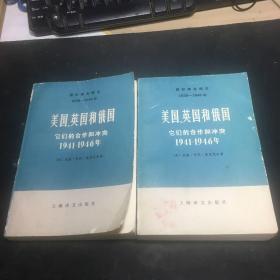 国际事务概览
1939—1946年
美国、英国和俄国
它们的合作和冲突
1941-1946年
上海译文出版社
国际事务概览
1939—1946年
美国、英国和俄国
它们的合作和冲突
1941-1946年
上海译文出版社